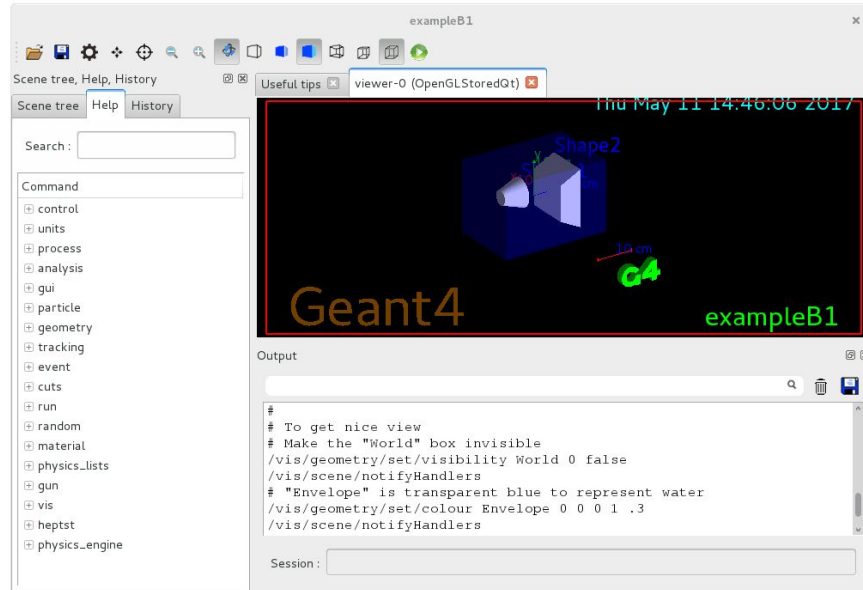 exampleB1
Scene tree, Help, History
Useful tips
viewer-0 (OpenGLStoredQt)
Scene tree
Help
History
Search :
Command
control
units
process
analysis
gui
particle
geometry
tracking
event
cuts
run
random
material
physics_lists
gun
vis
heptst
physics_engine
Thu May 11 14:46:06 2017
Shape2
y
10 cm
G4
Geant4
exampleB1
Output
#
# To get nice view
# Make the "World" box invisible
/vis/geometry/set/visibility World 0 false
/vis/scene/notifyHandlers
# "Envelope" is transparent blue to represent water
/vis/geometry/set/colour Envelope 0 0 0 1 .3
/vis/scene/notifyHandlers
Session :